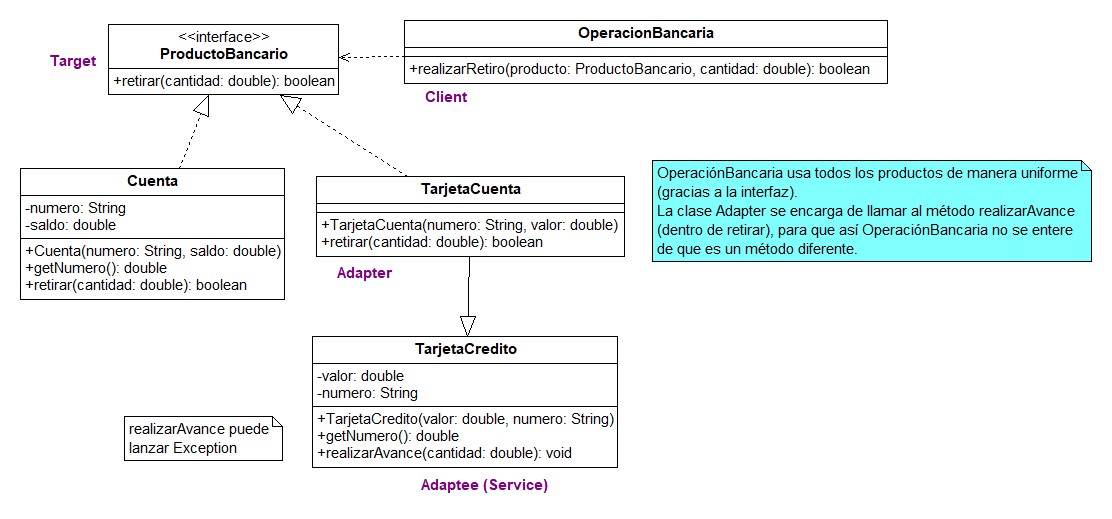 <<interface>>
ProductoBancario
+retirar(cantidad: double): boolean
Target
OperacionBancaria
+realizarRetiro(producto: ProductoBancario, cantidad: double): boolean
Client
Cuenta
-numero: String
-saldo: double
+Cuenta(numero: String, saldo: double)
+getNumero(): double
+retirar(cantidad: double): boolean
TarjetaCuenta
+TarjetaCuenta(numero: String, valor: double)
+retirar(cantidad: double): boolean
Adapter
OperaciónBancaria usa todos los productos de manera uniforme
(gracias a la interfaz).
La clase Adapter se encarga de llamar al método realizarAvance
(dentro de retirar), para que así OperaciónBancaria no se entere
de que es un método diferente.
TarjetaCredito
-valor: double
-numero: String
+TarjetaCredito(valor: double, numero: String)
+getNumero(): double
+realizarAvance(cantidad: double): void
Adaptee (Service)
realizarAvance puede
lanzar Exception